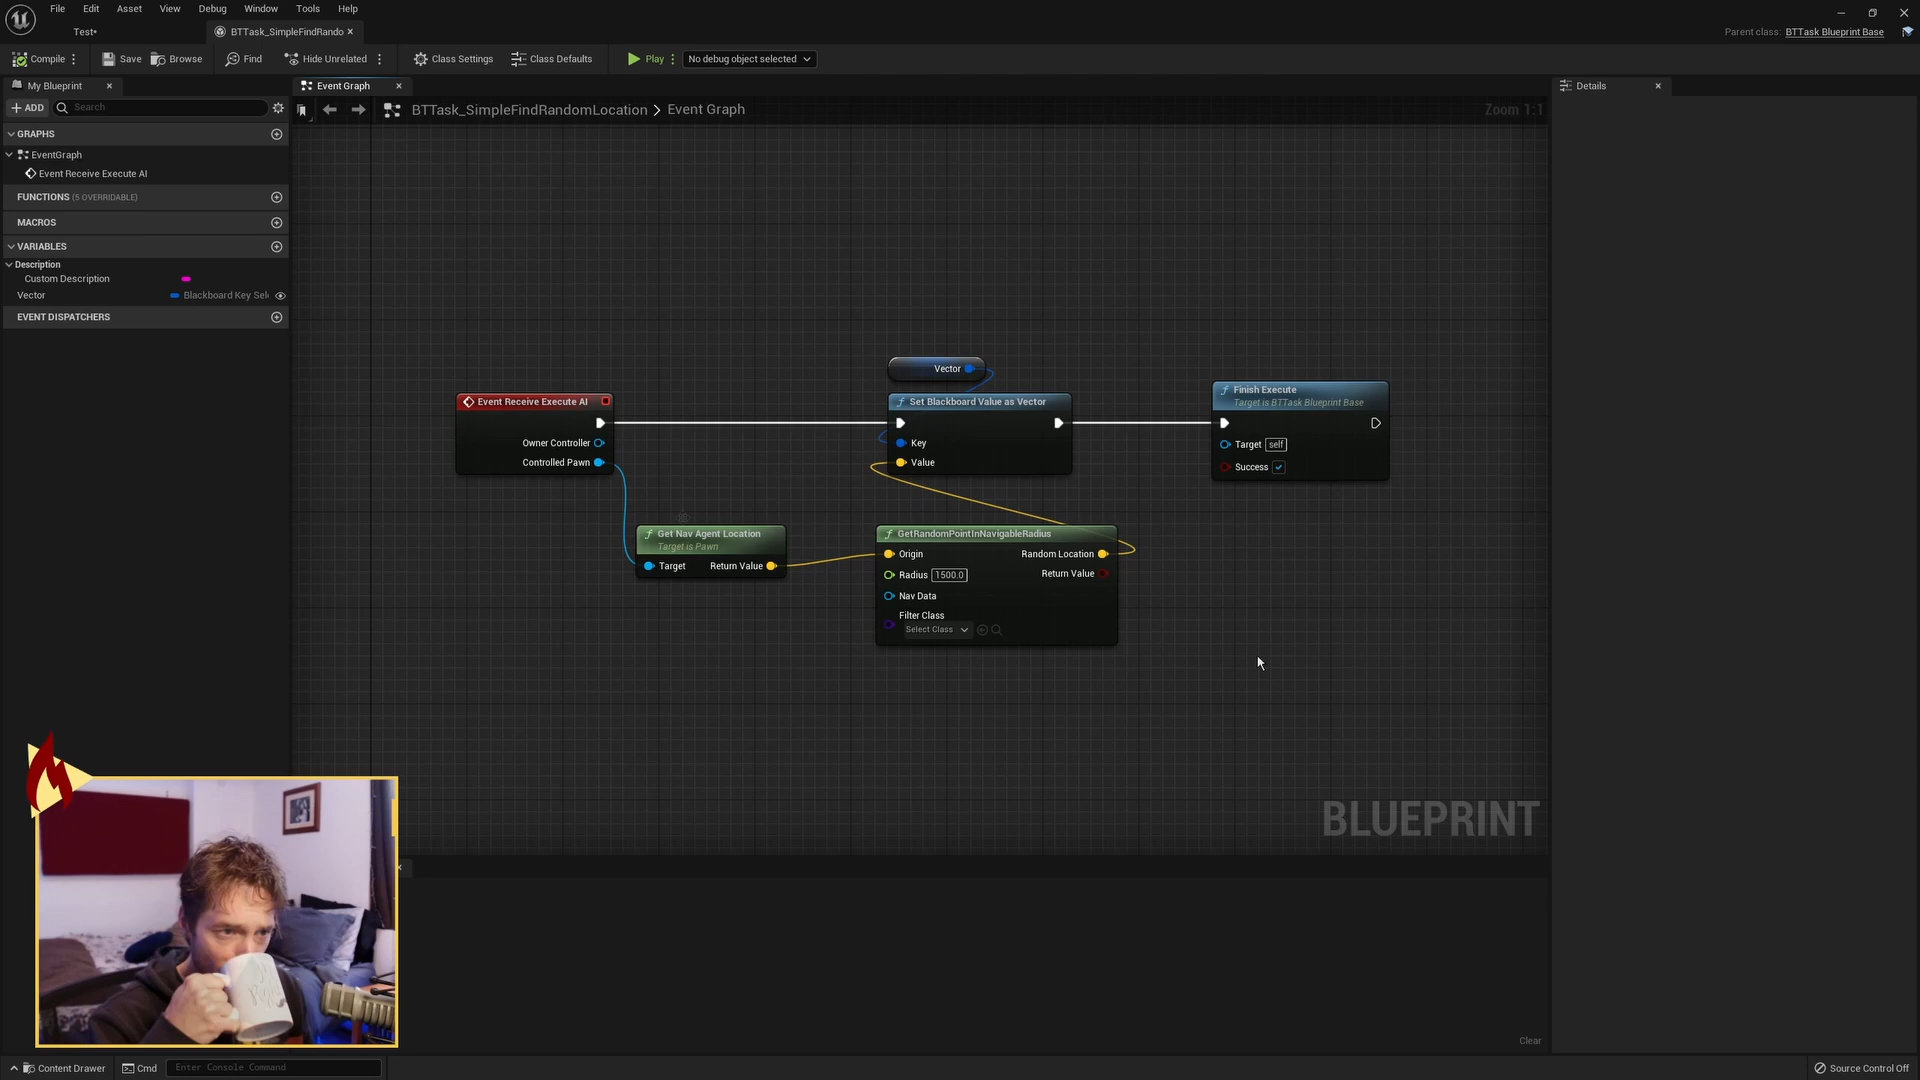 File Edit Asset View Debug Window Tools Help
Test*
BTTask_SimpleFindRando
Parent class: BTTask Blueprint Base
Compile
Save
Browse
Find
Hide Unrelated
Class Settings
Class Defaults
Play
No debug object selected
My Blueprint
Event Graph
Details
ADD
Search
BTTask_SimpleFindRandomLocation > Event Graph
Zoom 1:1
GRAPHS
EventGraph
Event Receive Execute AI
FUNCTIONS (5 OVERRIDABLE)
MACROS
VARIABLES
Description
Custom Description
Vector
Blackboard Key Sel
EVENT DISPATCHERS
Vector
Event Receive Execute AI
Owner Controller
Controlled Pawn
Set Blackboard Value as Vector
Key
Value
Finish Execute
Target is BTTask Blueprint Base
Target self
Success
Get Nav Agent Location
Target is Pawn
Target
Return Value
GetRandomPointInNavigableRadius
Origin
Random Location
Radius 1500.0
Return Value
Nav Data
Filter Class
Select Class
BLUEPRINT
Clear
Content Drawer
Cmd
Enter Console Command
Source Control Off